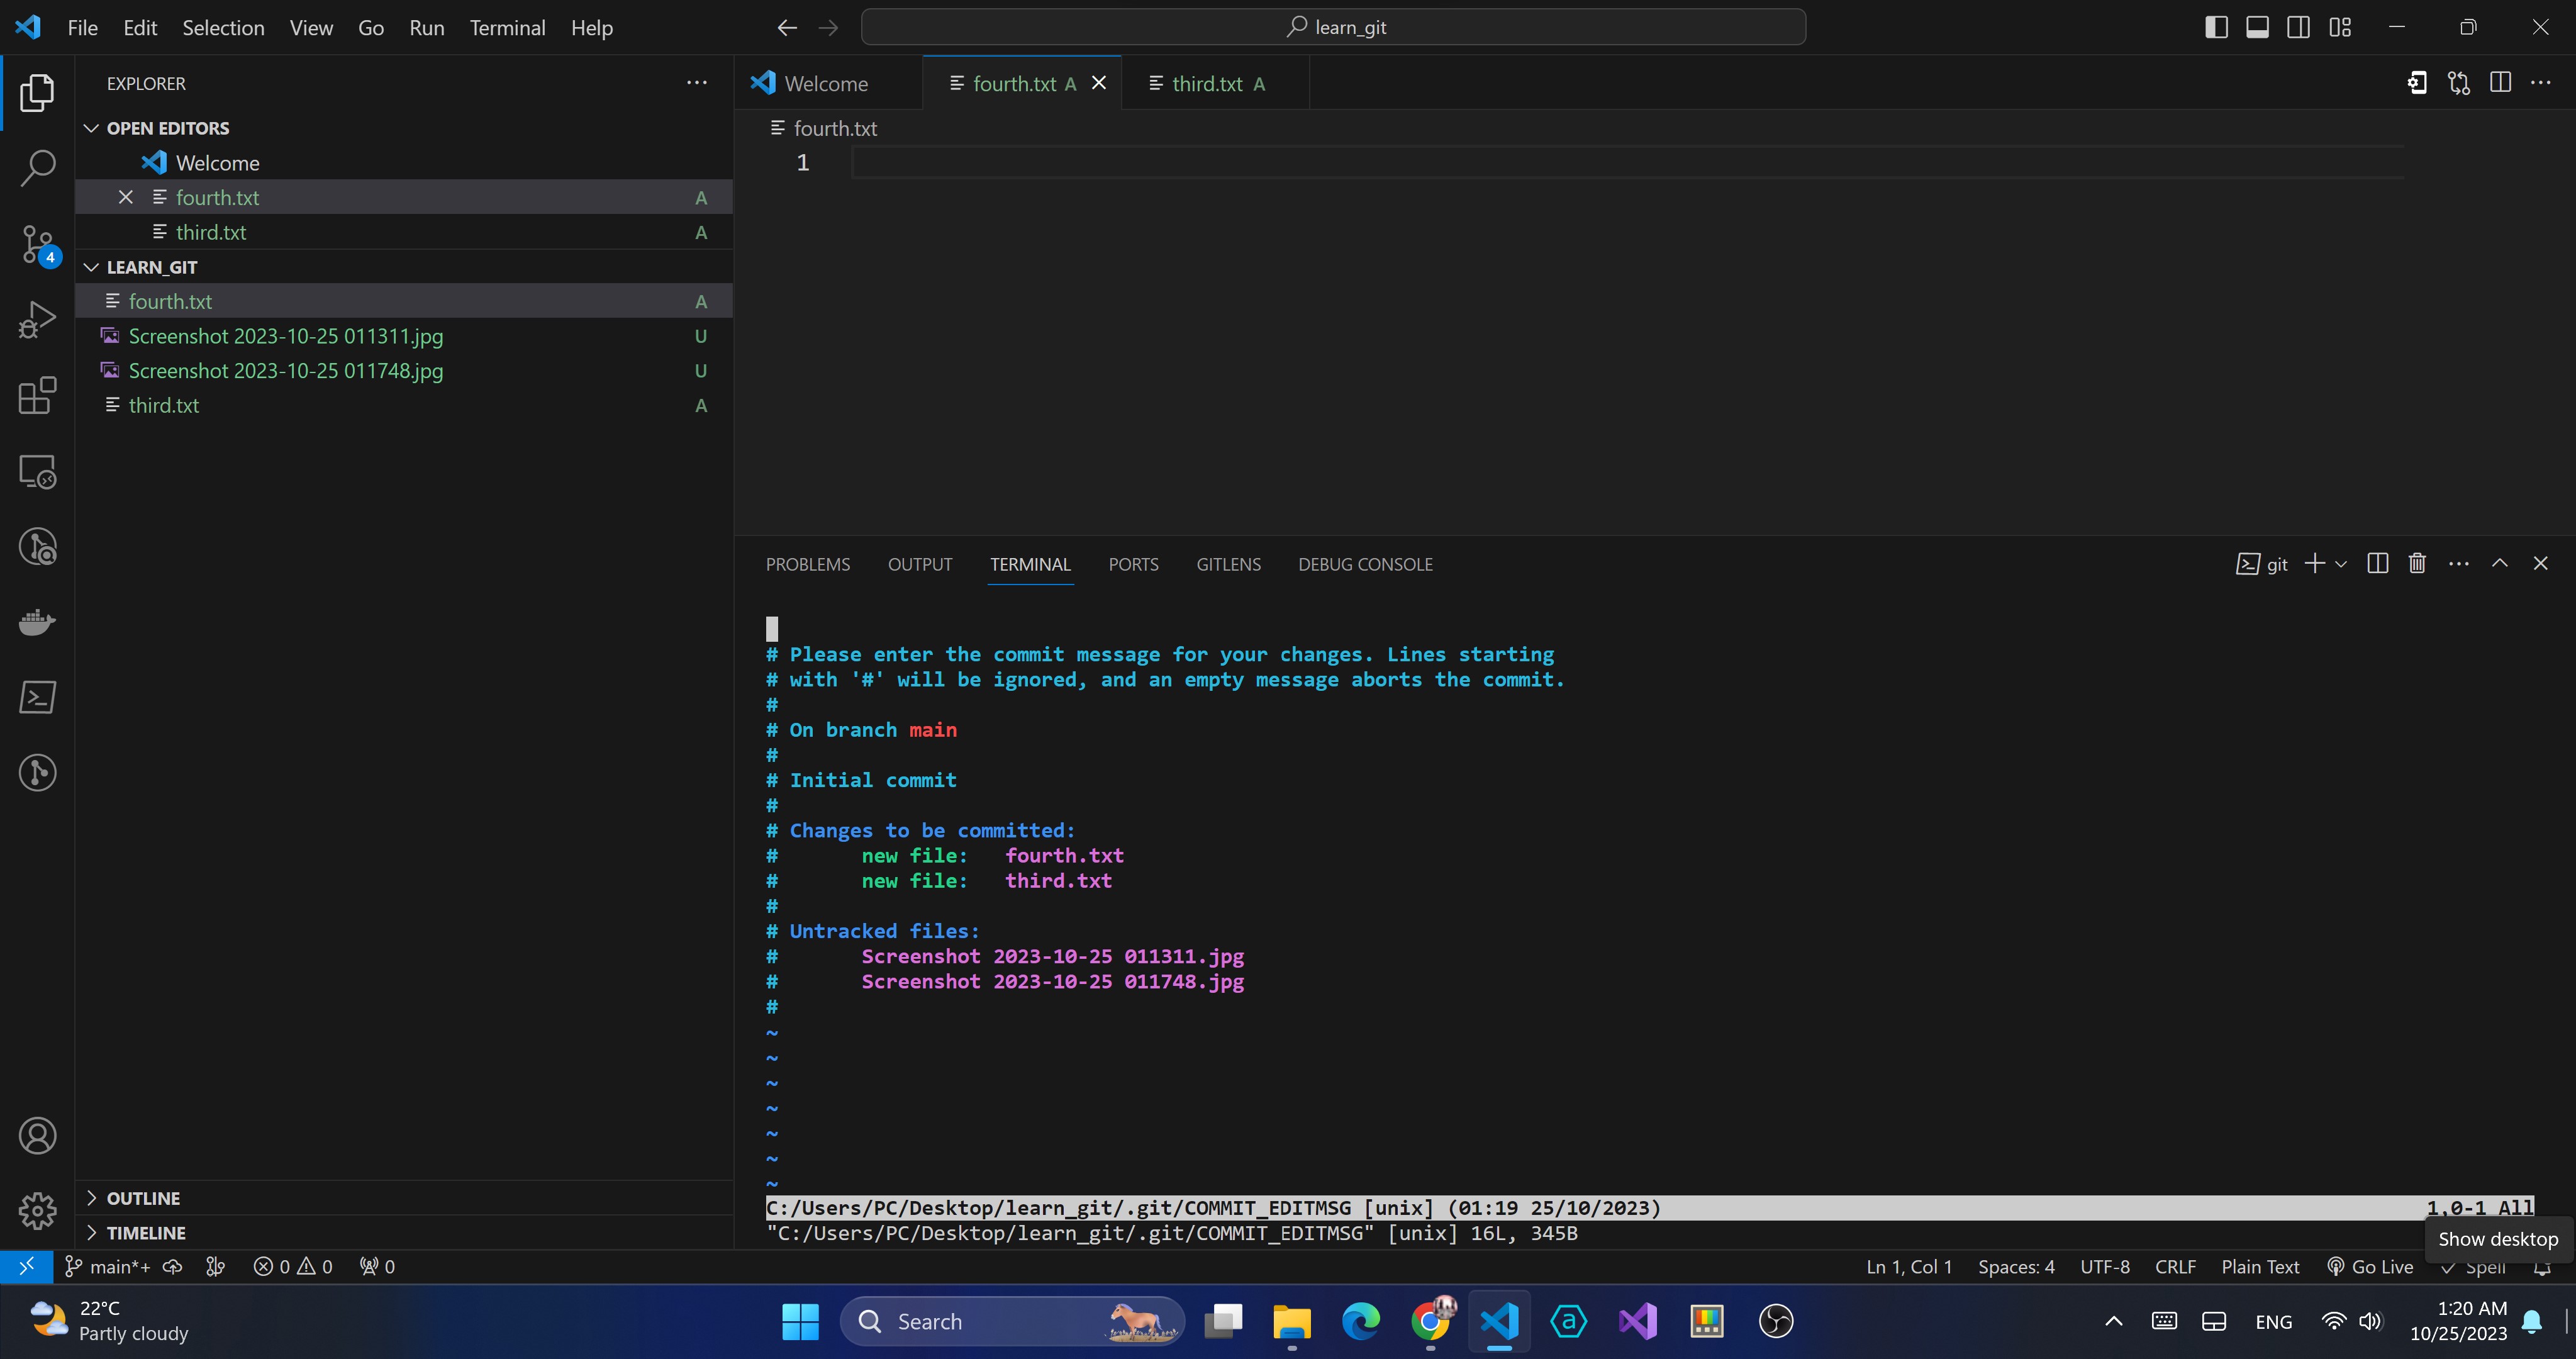 File Edit Selection View Go Run Terminal Help
learn_git
EXPLORER
OPEN EDITORS
Welcome
fourth.txt A
third.txt A
LEARN_GIT
fourth.txt A
Screenshot 2023-10-25 011311.jpg U
Screenshot 2023-10-25 011748.jpg U
third.txt A
4
OUTLINE
TIMELINE
Welcome
fourth.txt A
third.txt A
fourth.txt
1
PROBLEMS OUTPUT TERMINAL PORTS GITLENS DEBUG CONSOLE
git
# Please enter the commit message for your changes. Lines starting
# with '#' will be ignored, and an empty message aborts the commit.
#
# On branch main
#
# Initial commit
#
# Changes to be committed:
#       new file:   fourth.txt
#       new file:   third.txt
#
# Untracked files:
#       Screenshot 2023-10-25 011311.jpg
#       Screenshot 2023-10-25 011748.jpg
#
~
~
~
~
~
~
~
C:/Users/PC/Desktop/learn_git/.git/COMMIT_EDITMSG [unix] (01:19 25/10/2023) 1,0-1 All
"C:/Users/PC/Desktop/learn_git/.git/COMMIT_EDITMSG" [unix] 16L, 345B
Show desktop
main*+ 0 0 0 Ln 1, Col 1 Spaces: 4 UTF-8 CRLF Plain Text Go Live Spell
22°C
Partly cloudy
Search
ENG
1:20 AM
10/25/2023